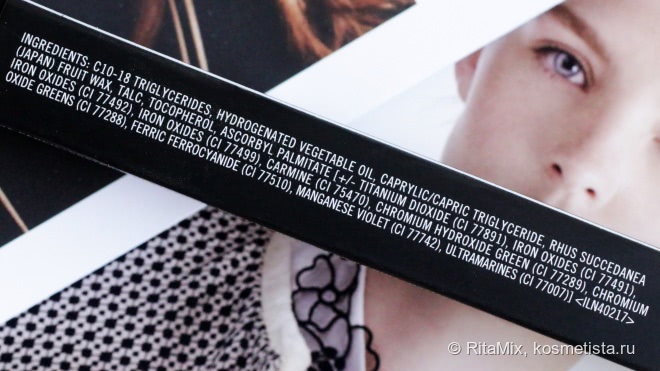 INGREDIENTS: C10-18 TRIGLYCERIDES, HYDROGENATED VEGETABLE OIL, CAPRYLIC/CAPRIC TRIGLYCERIDE, RHUS SUCCEDANEA
(JAPAN) FRUIT WAX, TALC, TOCOPHEROL, ASCORBYL PALMITATE [+/- TITANIUM DIOXIDE (CI 77891), IRON OXIDES (CI 77491),
IRON OXIDES (CI 77492), IRON OXIDES (CI 77499), CARMINE (CI 75470), CHROMIUM HYDROXIDE GREEN (CI 77289), CHROMIUM
OXIDE GREENS (CI 77288), FERRIC FERROCYANIDE (CI 77510), MANGANESE VIOLET (CI 77742), ULTRAMARINES (CI 77007)] <ILN40217>
© RitaMix, kosmetista.ru